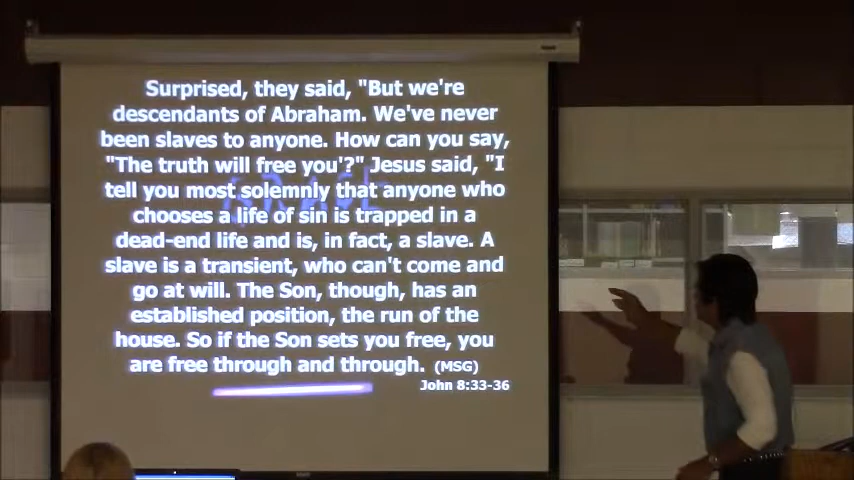 Surprised, they said, "But we're
descendants of Abraham. We've never
been slaves to anyone. How can you say,
"The truth will free you'?" Jesus said, "I
tell you most solemnly that anyone who
chooses a life of sin is trapped in a
dead-end life and is, in fact, a slave. A
slave is a transient, who can't come and
go at will. The Son, though, has an
established position, the run of the
house. So if the Son sets you free, you
are free through and through. (MSG)
John 8:33-36